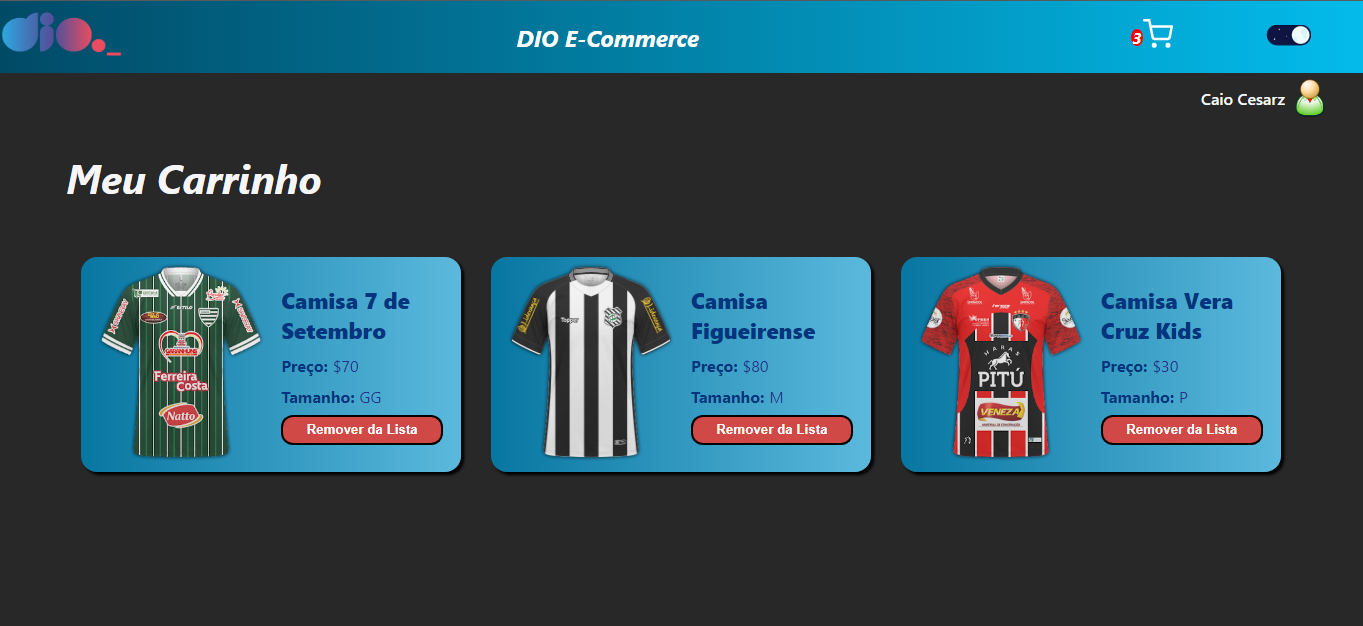 dio._
DIO E-Commerce
3
Caio Cesarz
Meu Carrinho
Camisa 7 de
Setembro
Preço: $70
Tamanho: GG
Remover da Lista
Ferreira
Costa
Natto
Camisa
Figueirense
Preço: $80
Tamanho: M
Remover da Lista
Topper
Camisa Vera
Cruz Kids
Preço: $30
Tamanho: P
Remover da Lista
HARAS
PITÚ
VENEZA